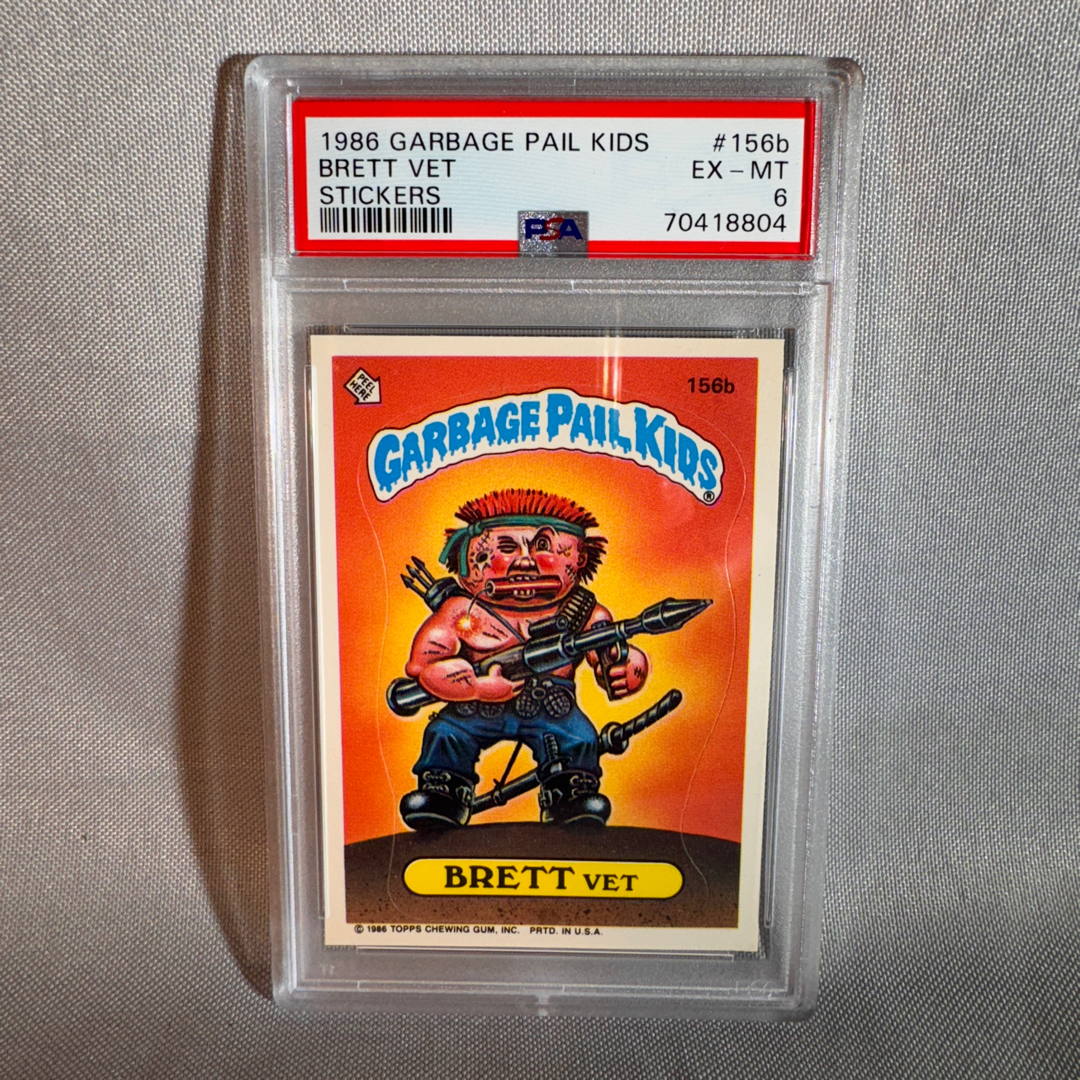 1986 GARBAGE PAIL KIDS #156b
BRETT VET EX - MT
STICKERS 6
PSA 70418804
PEEL
HERE
156b
GARBAGE PAIL KIDS®
BRETT VET
© 1986 TOPPS CHEWING GUM, INC. PRTD. IN U.S.A.